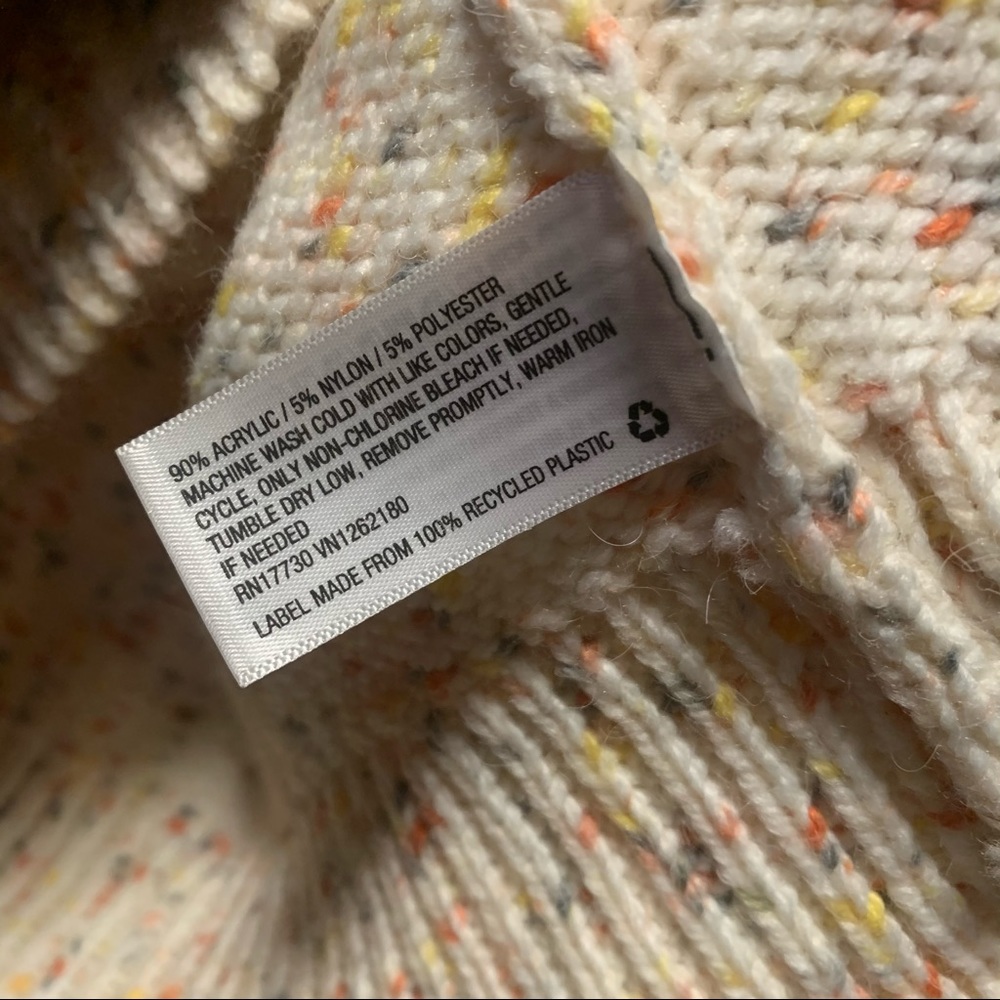 90% ACRYLIC / 5% NYLON / 5% POLYESTER
MACHINE WASH COLD WITH LIKE COLORS, GENTLE
CYCLE, ONLY NON-CHLORINE BLEACH IF NEEDED,
TUMBLE DRY LOW, REMOVE PROMPTLY, WARM IRON
IF NEEDED
RN17730 VN1262180
LABEL MADE FROM 100% RECYCLED PLASTIC